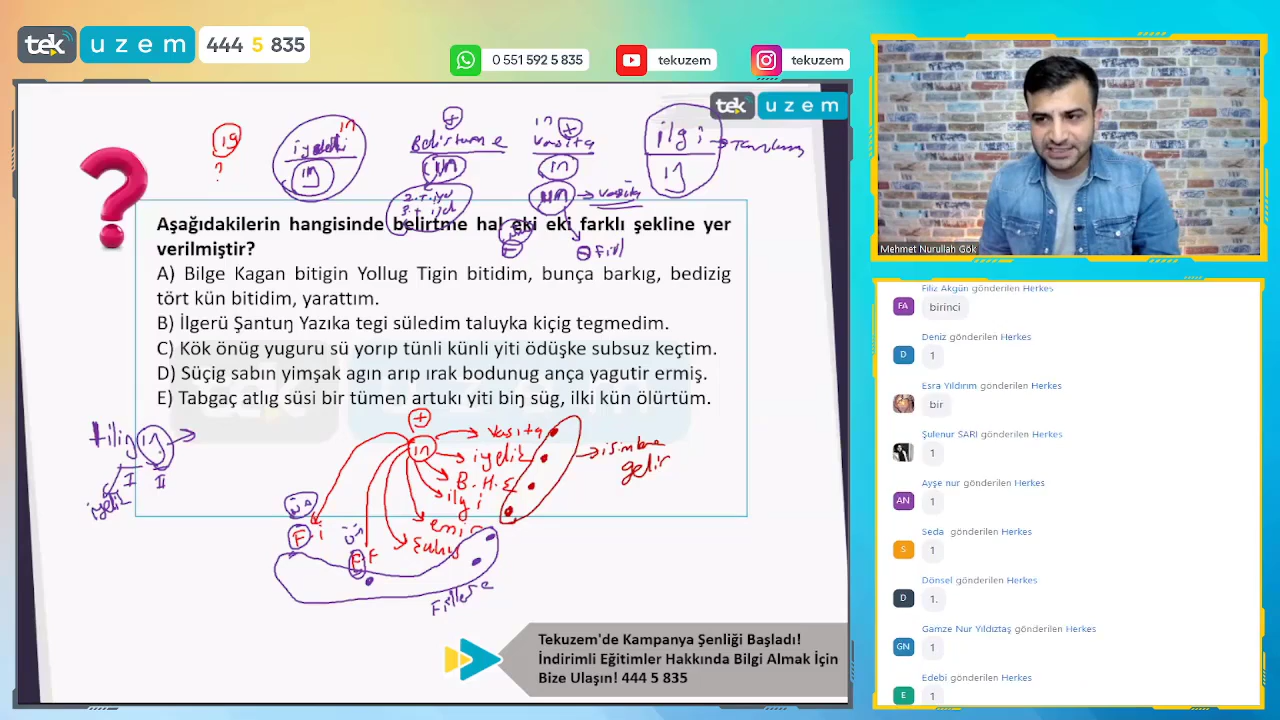 tek uzem 444 5 835
0 551 592 5 835
tekuzem
tekuzem
tek uzem
ilgi
Vasıta
Aşağıdakilerin hangisinde belirtme hal eki eki farklı şekline yer
verilmiştir?
A) Bilge Kagan bitigin Yollug Tigin bitidim, bunça barkıg, bedizig
tört kün bitidim, yarattım.
B) İlgerü Şantuŋ Yazıka tegi süledim taluyka kiçig tegmedim.
C) Kök önüg yuguru sü yorıp tünli künli yiti ödüşke subsuz keçtim.
D) Süçig sabın yimşak agın arıp ırak bodunug ança yagutir ermiş.
E) Tabgaç atlıg süsi bir tümen artukı yiti biŋ süg, ilki kün ölürtüm.
in
vasıta
iyelik
B.H.E
ilgi
emir
isimlere
gelir
iyelik
I II
Fiillere
Tekuzem'de Kampanya Şenliği Başladı!
İndirimli Eğitimler Hakkında Bilgi Almak İçin
Bize Ulaşın! 444 5 835
Mehmet Nurullah Gök
Filiz Akgün gönderilen Herkes
FA birinci
Deniz gönderilen Herkes
D 1
Esra Yıldırım gönderilen Herkes
bir
Şulenur SARI gönderilen Herkes
1
Ayşe nur gönderilen Herkes
AN 1
Seda gönderilen Herkes
S 1
Dönsel gönderilen Herkes
D 1.
Gamze Nur Yıldıztaş gönderilen Herkes
GN 1
Edebi gönderilen Herkes
E 1